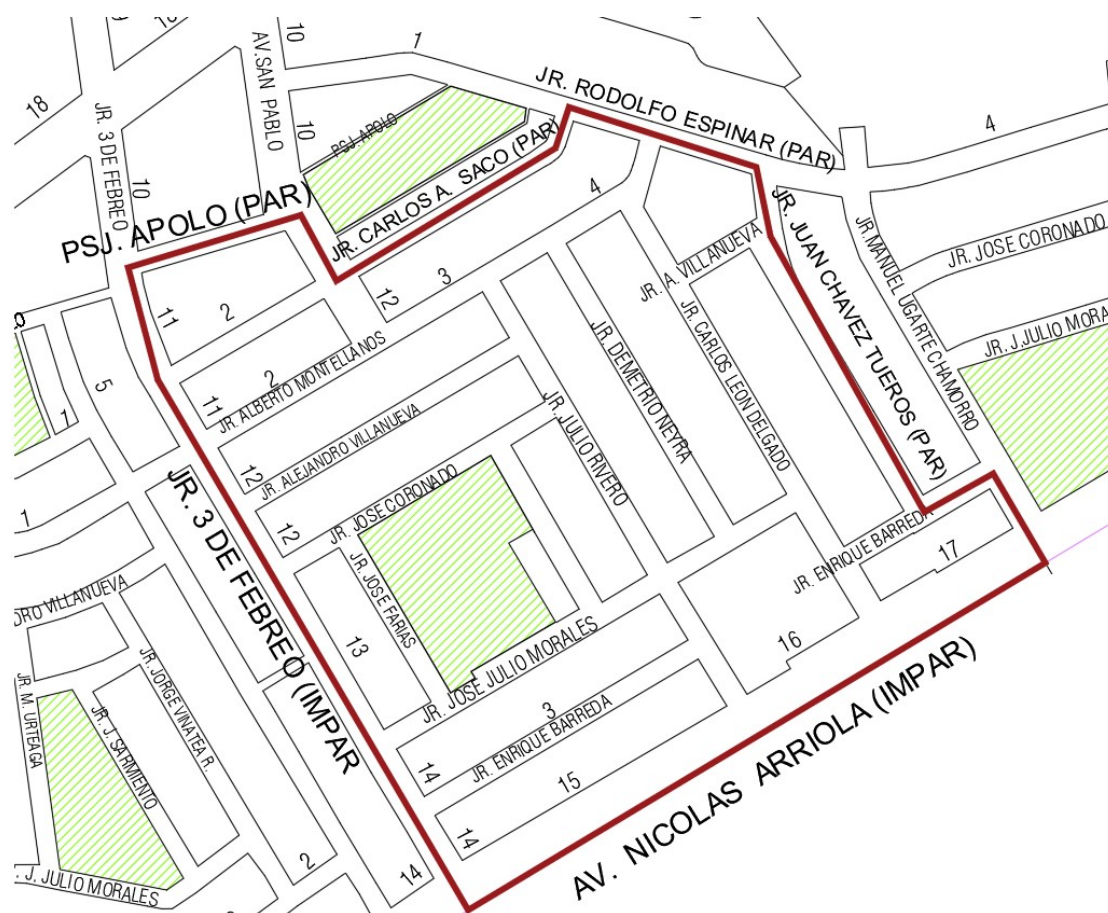 10
1
AV.SAN PABLO
JR. RODOLFO ESPINAR (PAR)
18
JR. 3 DE FEBREO
10
PSJ. APOLO
4
10
JR. CARLOS A. SACO (PAR)
PSJ. APOLO (PAR)
4
JR. JUAN CHAVEZ TUEROS (PAR)
JR. MANUEL UGARTE CHAMORRO
JR. JOSE CORONADO
JR. A. VILLANUEVA
3
12
11
2
JR. CARLOS LEON DELGADO
JR. DEMETRIO NEYRA
JR. J.JULIO MORA
5
2
JR. ALBERTO MONTELLANOS
11
1
JR. ALEJANDRO VILLANUEVA
JR. JULIO RIVERO
12
JR. JOSE CORONADO
1
12
JR. 3 DE FEBREO (IMPAR
JR. JOSE FARIAS
JR. ENRIQUE BARREDA
17
DRO VILLANUEVA
13
JR. JOSE JULIO MORALES
16
JR. M. URTEAGA
JR. JORGE VINATEA R.
JR. J. SARMIENTO
3
JR. ENRIQUE BARREDA
14
15
AV. NICOLAS ARRIOLA (IMPAR)
14
2
14
. J. JULIO MORALES